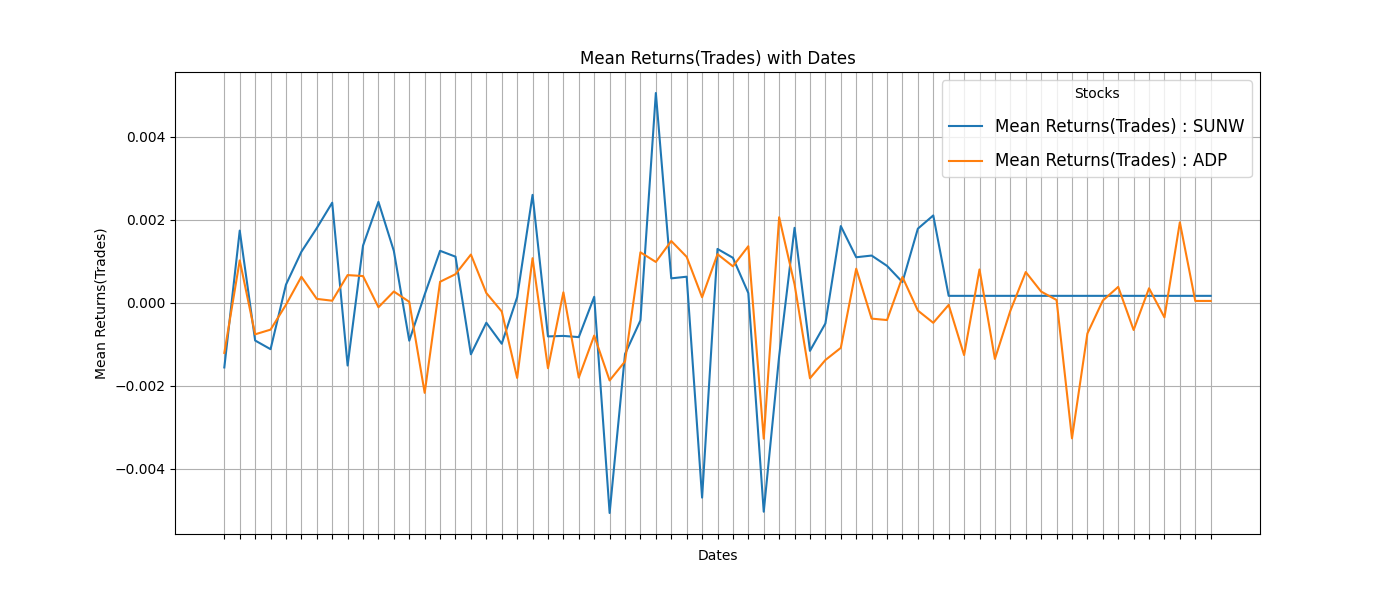 Mean Returns(Trades) with Dates
Stocks
Mean Returns(Trades) : SUNW
Mean Returns(Trades) : ADP
Mean Returns(Trades)
0.004
0.002
0.000
−0.002
−0.004
Dates